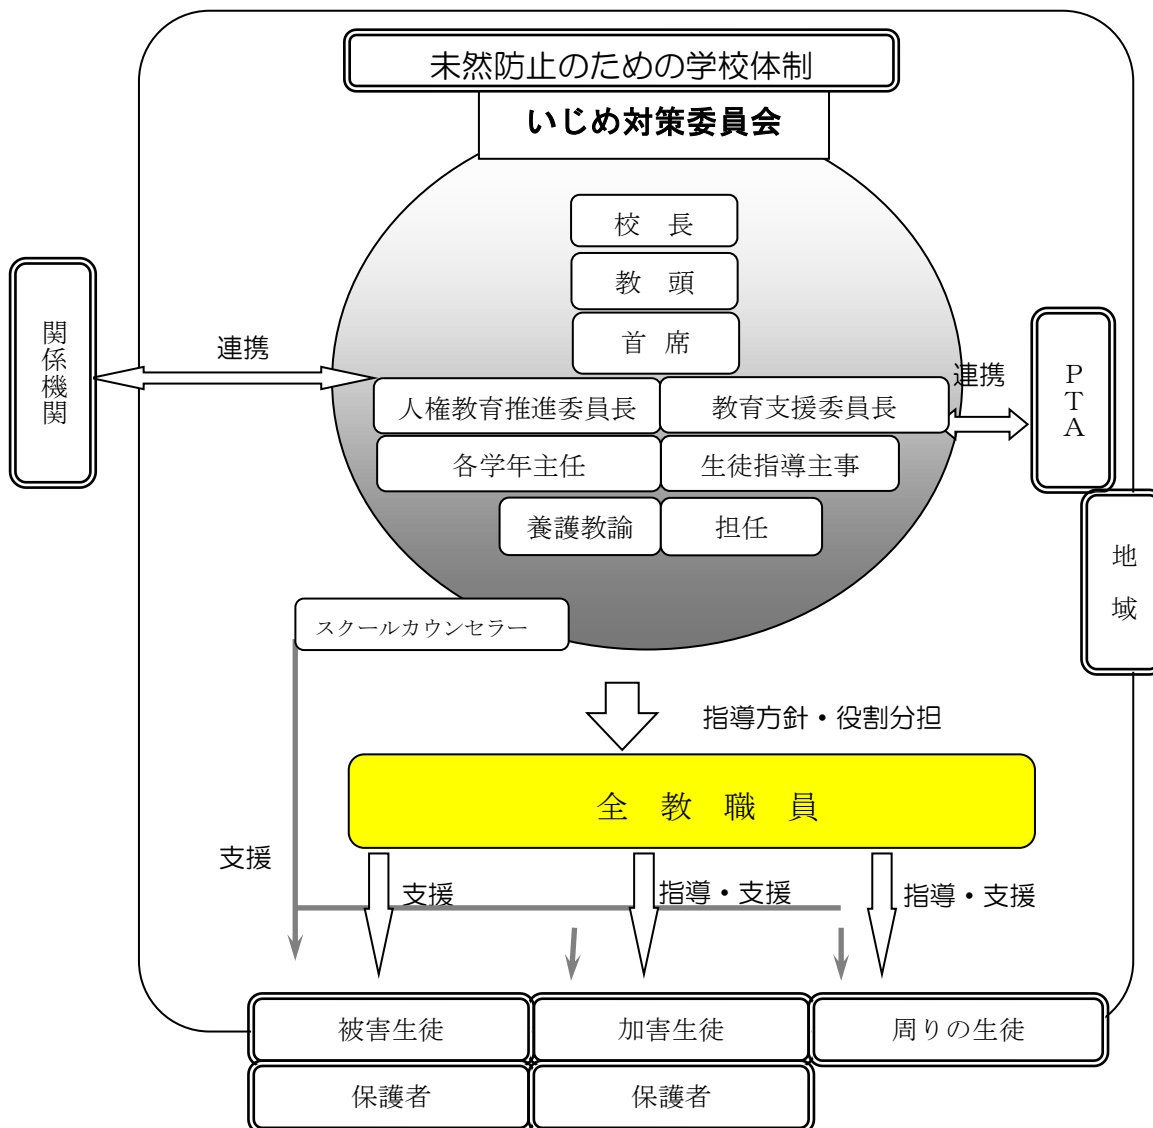 未然防止のための学校体制
いじめ対策委員会
校　長
教　頭
首　席
関係機関
連携
連携
PTA
人権教育推進委員長
教育支援委員長
各学年主任
生徒指導主事
養護教諭
担任
地域
スクールカウンセラー
指導方針・役割分担
全　教　職　員
支援
支援
指導・支援
指導・支援
被害生徒
加害生徒
周りの生徒
保護者
保護者